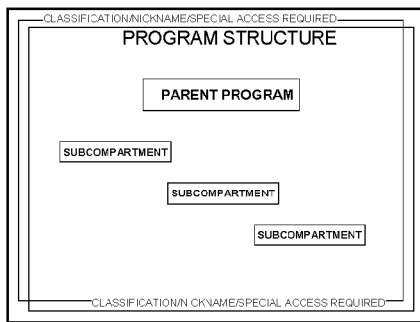 CLASSIFICATION/NICKNAME/SPECIAL ACCESS REQUIRED
PROGRAM STRUCTURE
PARENT PROGRAM
SUBCOMPARTMENT
SUBCOMPARTMENT
SUBCOMPARTMENT
CLASSIFICATION/N CKNAME/SPECIAL ACCESS REQUIRED